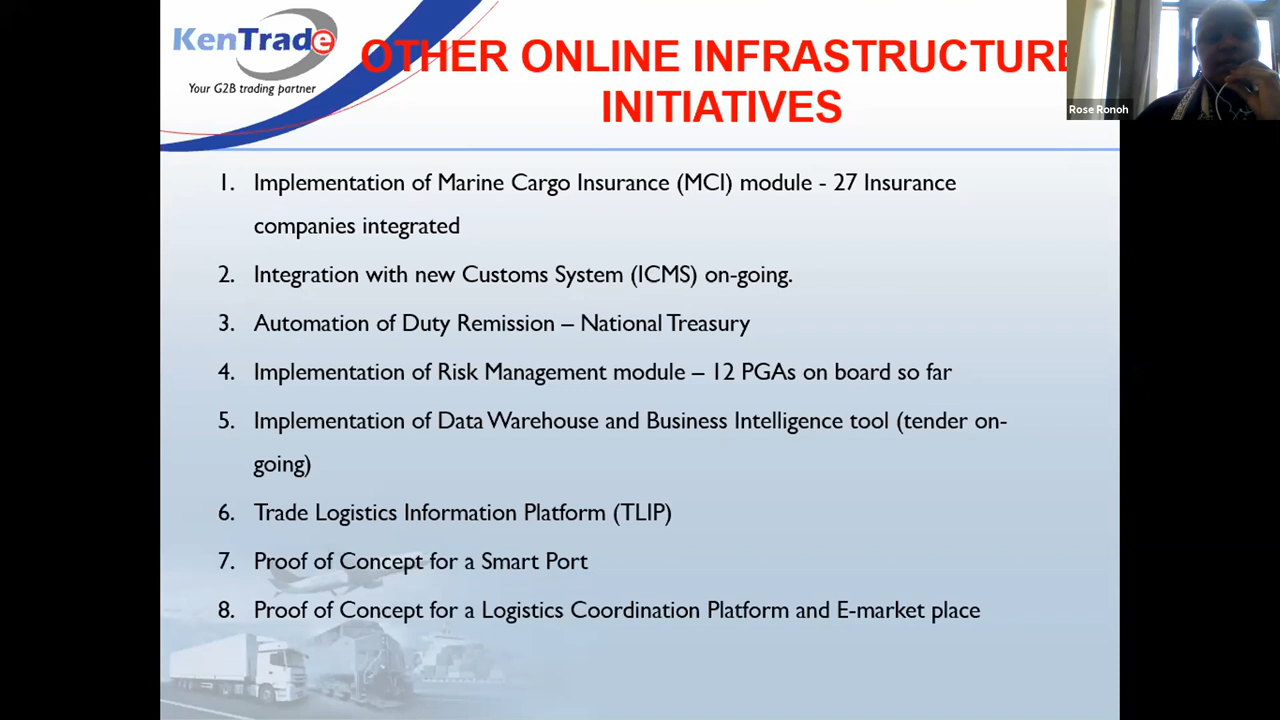 KenTrade
Your G2B trading partner
OTHER ONLINE INFRASTRUCTURE
INITIATIVES
Rose Ronoh
1. Implementation of Marine Cargo Insurance (MCI) module - 27 Insurance
companies integrated
2. Integration with new Customs System (ICMS) on-going.
3. Automation of Duty Remission – National Treasury
4. Implementation of Risk Management module – 12 PGAs on board so far
5. Implementation of Data Warehouse and Business Intelligence tool (tender on-
going)
6. Trade Logistics Information Platform (TLIP)
7. Proof of Concept for a Smart Port
8. Proof of Concept for a Logistics Coordination Platform and E-market place